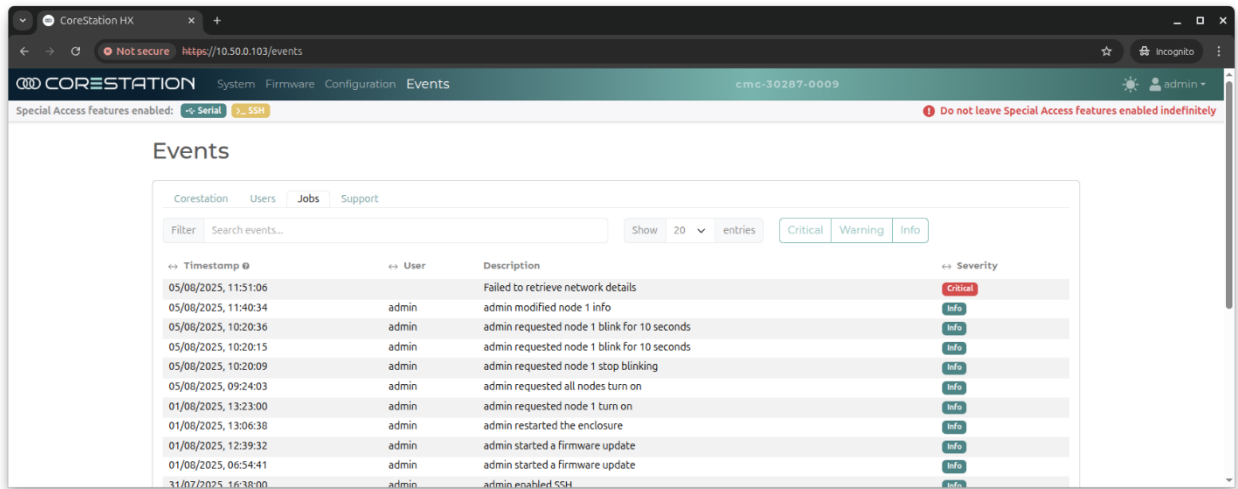 CoreStation HX
Not secure https://10.50.0.103/events Incognito
CORESTATION System Firmware Configuration Events cmc-30287-0009 admin
Special Access features enabled: Serial >_ SSH Do not leave Special Access features enabled indefinitely
Events
Corestation Users Jobs Support
Filter Search events... Show 20 entries Critical Warning Info
Timestamp User Description Severity
05/08/2025, 11:51:06 Failed to retrieve network details Critical
05/08/2025, 11:40:34 admin admin modified node 1 info Info
05/08/2025, 10:20:36 admin admin requested node 1 blink for 10 seconds Info
05/08/2025, 10:20:15 admin admin requested node 1 blink for 10 seconds Info
05/08/2025, 10:20:09 admin admin requested node 1 stop blinking Info
05/08/2025, 09:24:03 admin admin requested all nodes turn on Info
01/08/2025, 13:23:00 admin admin requested node 1 turn on Info
01/08/2025, 13:06:38 admin admin restarted the enclosure Info
01/08/2025, 12:39:32 admin admin started a firmware update Info
01/08/2025, 06:54:41 admin admin started a firmware update Info
31/07/2025, 16:38:00 admin admin enabled SSH Info